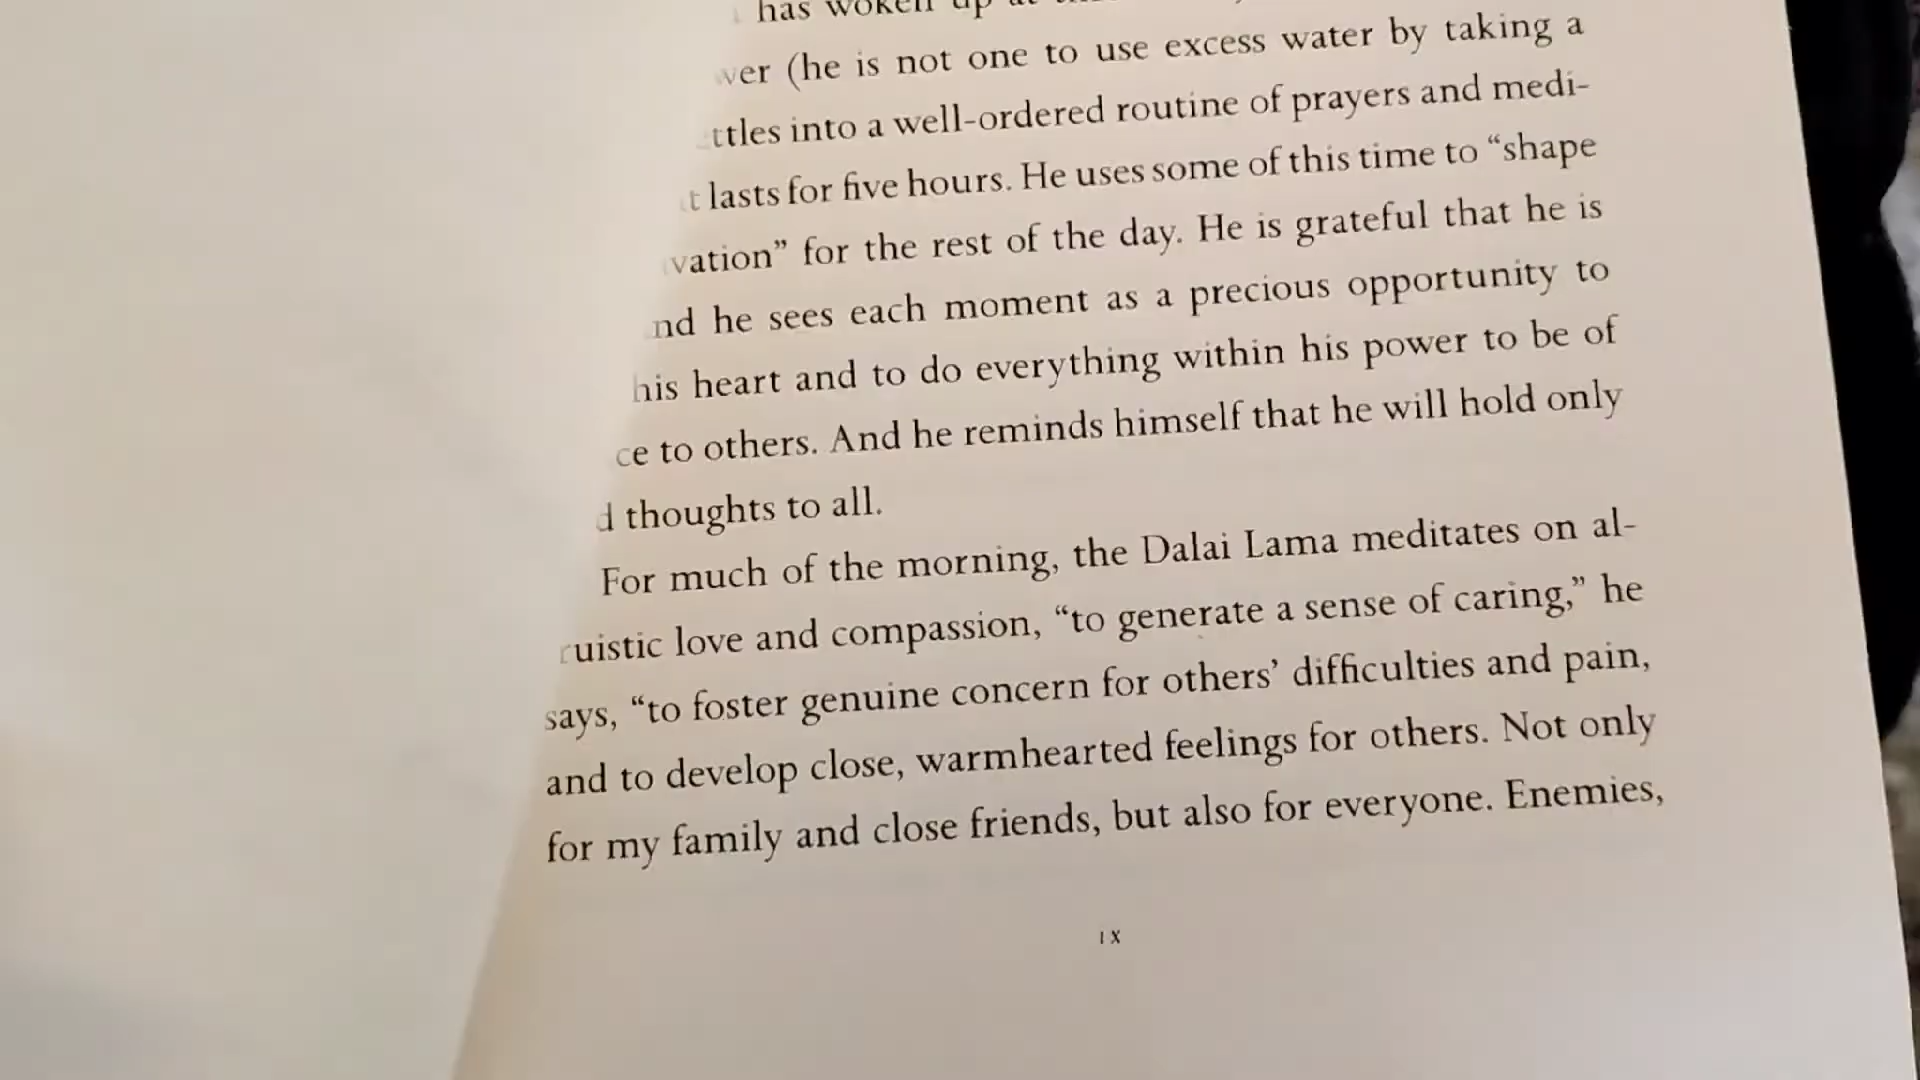 has woken up at
(he is not one to use excess water by taking a
into a well-ordered routine of prayers and medi-
lasts for five hours. He uses some of this time to “shape
for the rest of the day. He is grateful that he is
he sees each moment as a precious opportunity to
his heart and to do everything within his power to be of
to others. And he reminds himself that he will hold only
thoughts to all.
For much of the morning, the Dalai Lama meditates on al-
ruistic love and compassion, “to generate a sense of caring,” he
says, “to foster genuine concern for others’ difficulties and pain,
and to develop close, warmhearted feelings for others. Not only
for my family and close friends, but also for everyone. Enemies,
IX